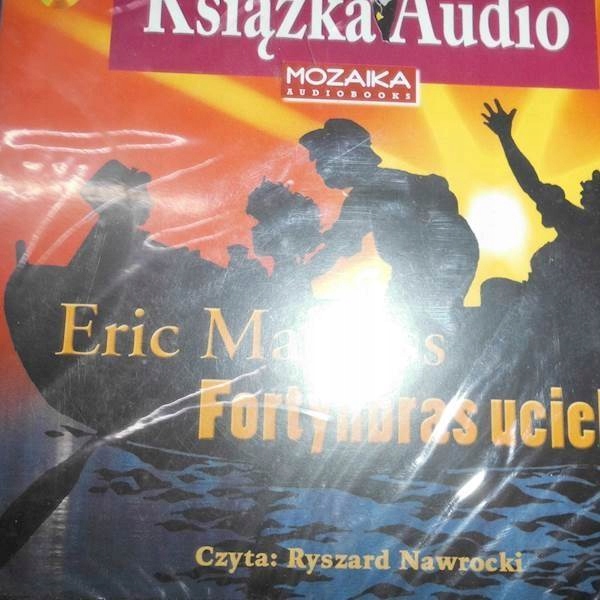 Książka Audio
MOZAIKA
AUDIOBOOKS
Eric
Fortynbras
Czyta: Ryszard Nawrocki